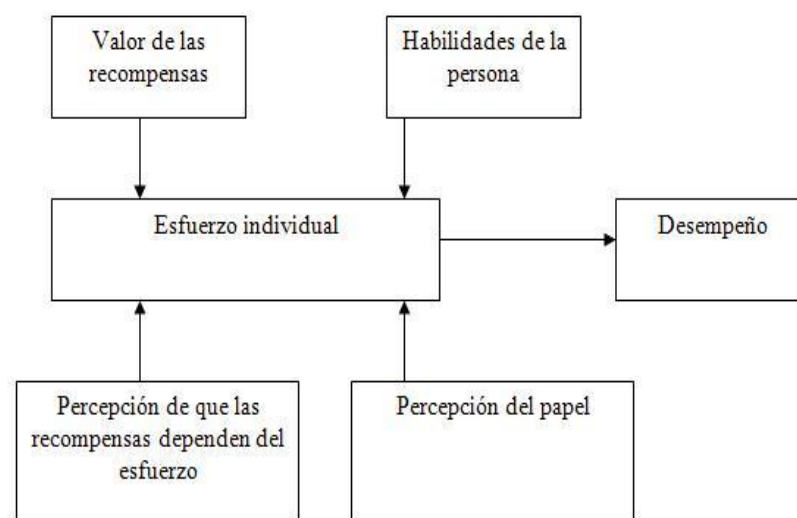 Valor de las
recompensas
Habilidades de la
persona
Esfuerzo individual
Desempeño
Percepción de que las
recompensas dependen del
esfuerzo
Percepción del papel